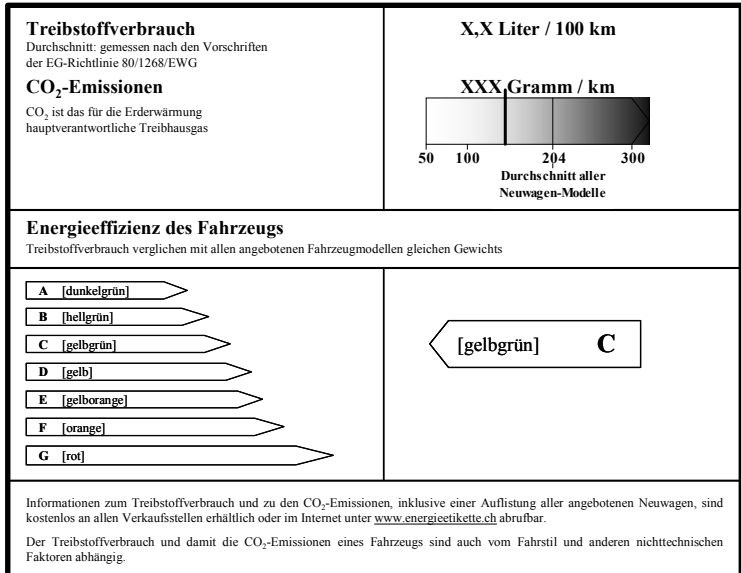 Treibstoffverbrauch
Durchschnitt: gemessen nach den Vorschriften
der EG-Richtlinie 80/1268/EWG
X,X Liter / 100 km
CO₂-Emissionen
CO₂ ist das für die Erderwärmung
hauptverantwortliche Treibhausgas
XXX Gramm / km
50 100 204 300
Durchschnitt aller
Neuwagen-Modelle
Energieeffizienz des Fahrzeugs
Treibstoffverbrauch verglichen mit allen angebotenen Fahrzeugmodellen gleichen Gewichts
A [dunkelgrün]
B [hellgrün]
C [gelbgrün]
D [gelb]
E [gelborange]
F [orange]
G [rot]
[gelbgrün] C
Informationen zum Treibstoffverbrauch und zu den CO₂-Emissionen, inklusive einer Auflistung aller angebotenen Neuwagen, sind
kostenlos an allen Verkaufsstellen erhältlich oder im Internet unter www.energieetikette.ch abrufbar.
Der Treibstoffverbrauch und damit die CO₂-Emissionen eines Fahrzeugs sind auch vom Fahrstil und anderen nichttechnischen
Faktoren abhängig.